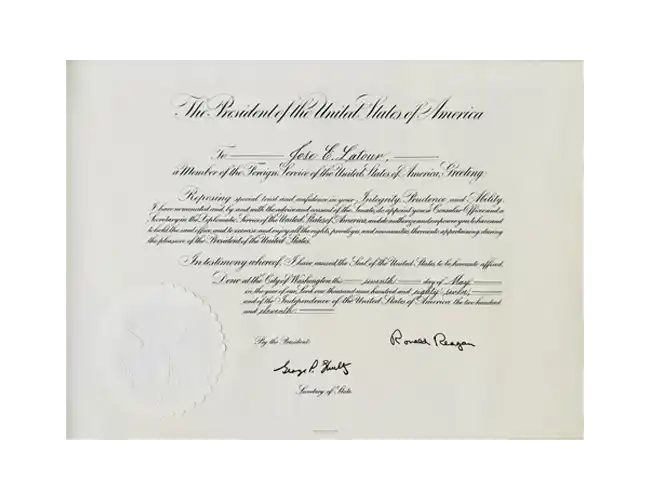 The President of the United States of America
To Jose E. Latour,
a Member of the Foreign Service of the United States of America, Greeting:
Reposing special trust and confidence in your Integrity, Prudence and Ability,
I have nominated and, by and with the advice and consent of the Senate, do appoint you a Consular Officer and a
Secretary in the Diplomatic Service of the United States of America, and do authorize and empower you to have and
to hold the said office, and to exercise and enjoy all the rights, privileges, and immunities thereunto appertaining, during
the pleasure of the President of the United States.
In testimony whereof, I have caused the Seal of the United States to be hereunto affixed.
Done at the City of Washington this seventh day of May,
in the year of our Lord one thousand nine hundred and eighty-seven,
and of the Independence of the United States of America the two hundred
and eleventh.
By the President: Ronald Reagan
George P. Shultz
Secretary of State.